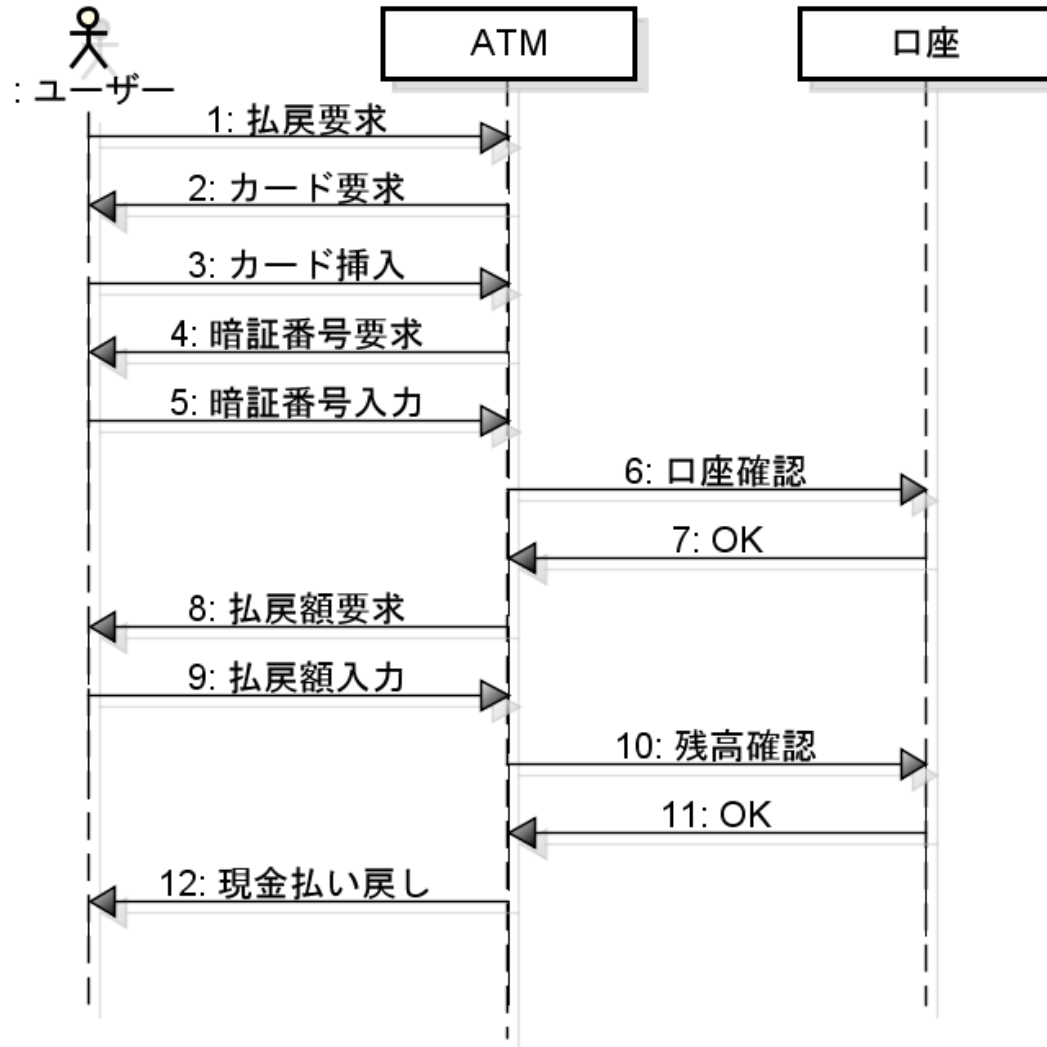 : ユーザー
ATM
口座
1: 払戻要求
2: カード要求
3: カード挿入
4: 暗証番号要求
5: 暗証番号入力
6: 口座確認
7: OK
8: 払戻額要求
9: 払戻額入力
10: 残高確認
11: OK
12: 現金払い戻し